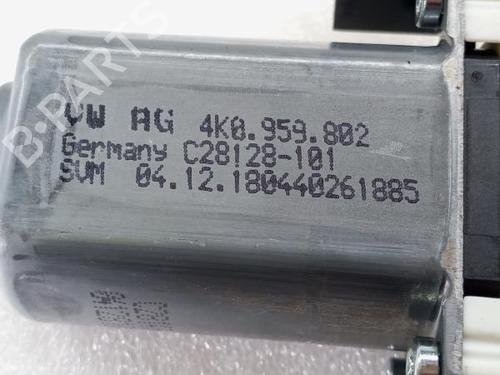 VW AG 4K0.959.802
Germany C28128-101
SVM 04.12.180440261885
B-PARTS